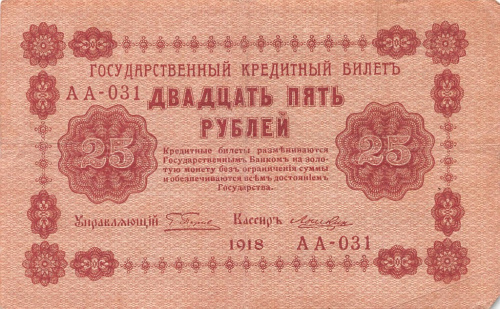 ГОСУДАРСТВЕННЫЙ КРЕДИТНЫЙ БИЛЕТЪ
АА-031 ДВАДЦАТЬ ПЯТЬ
РУБЛЕЙ
25 25
Кредитные билеты размѣниваются
Государственнымъ Банкомъ на золо-
тую монету безъ ограниченія суммы
и обезпечиваются всѣмъ достояніемъ
Государства.
Управляющій Кассиръ
1918 АА-031